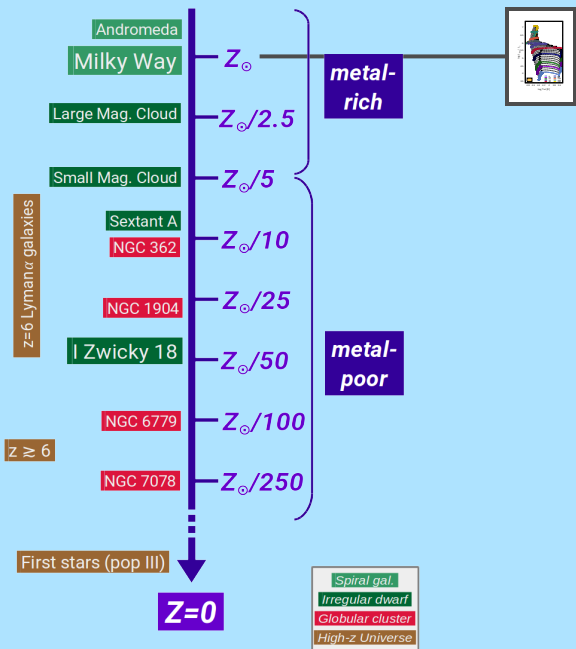 Andromeda
Milky Way
Z☉
metal-
rich
Large Mag. Cloud
Z☉/2.5
Small Mag. Cloud
Z☉/5
z=6 Lymanα galaxies
Sextant A
NGC 362
Z☉/10
NGC 1904
Z☉/25
I Zwicky 18
Z☉/50
metal-
poor
NGC 6779
Z☉/100
z ≳ 6
NGC 7078
Z☉/250
First stars (pop III)
Z=0
Spiral gal.
Irregular dwarf
Globular cluster
High-z Universe